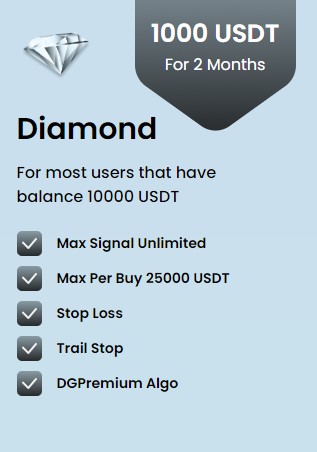 1000 USDT
For 2 Months
Diamond
For most users that have
balance 10000 USDT
Max Signal Unlimited
Max Per Buy 25000 USDT
Stop Loss
Trail Stop
DGPremium Algo